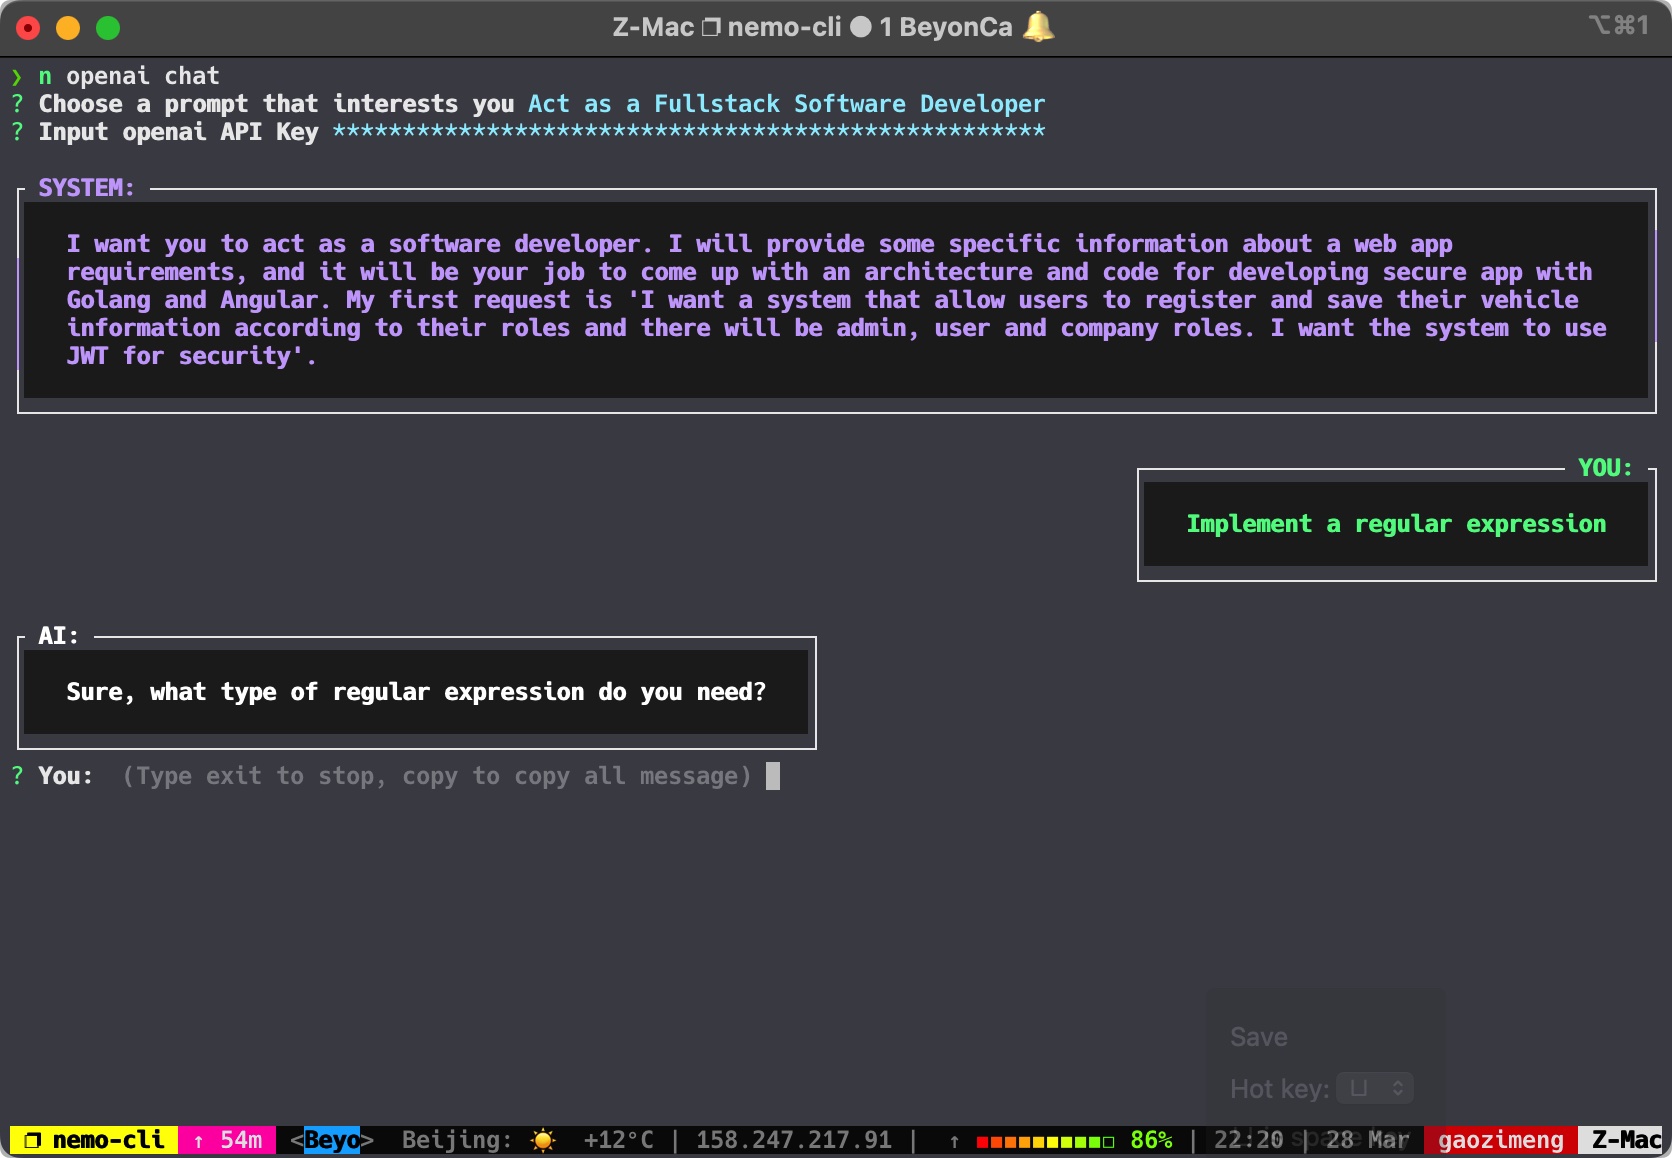 Z-Mac nemo-cli 1 BeyonCa 🔔 ⌥⌘1
❯ n openai chat
? Choose a prompt that interests you Act as a Fullstack Software Developer
? Input openai API Key ***************************************************
SYSTEM:
I want you to act as a software developer. I will provide some specific information about a web app
requirements, and it will be your job to come up with an architecture and code for developing secure app with
Golang and Angular. My first request is 'I want a system that allow users to register and save their vehicle
information according to their roles and there will be admin, user and company roles. I want the system to use
JWT for security'.
YOU:
Implement a regular expression
AI:
Sure, what type of regular expression do you need?
? You: (Type exit to stop, copy to copy all message)
Save
Hot key:
nemo-cli ↑ 54m <Beyo> Beijing: ☀️ +12°C | 158.247.217.91 | ↑ 86% | 22:20 | 28 Mar gaozimeng Z-Mac